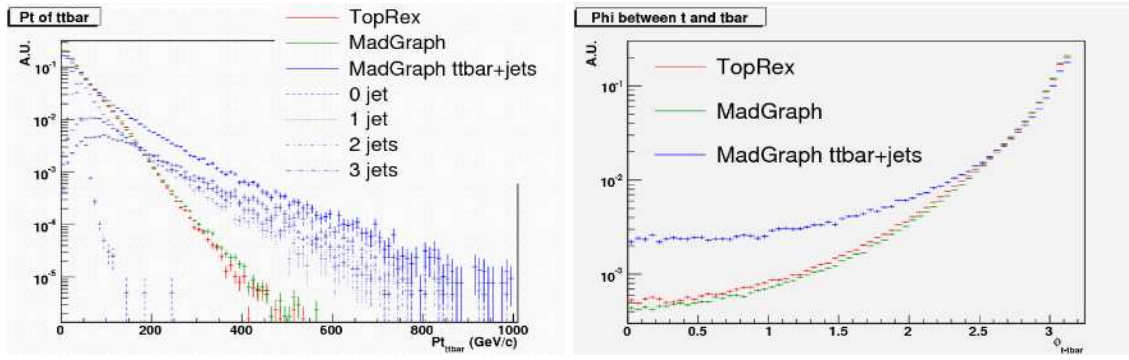 Pt of ttbar
A.U.
TopRex
MadGraph
MadGraph ttbar+jets
0 jet
1 jet
2 jets
3 jets
10-1
10-2
10-3
10-4
10-5
0 200 400 600 800 1000
Pt ttbar (GeV/c)
Phi between t and tbar
A.U.
TopRex
MadGraph
MadGraph ttbar+jets
10-1
10-2
10-3
0 0.5 1 1.5 2 2.5 3
Φ t-tbar